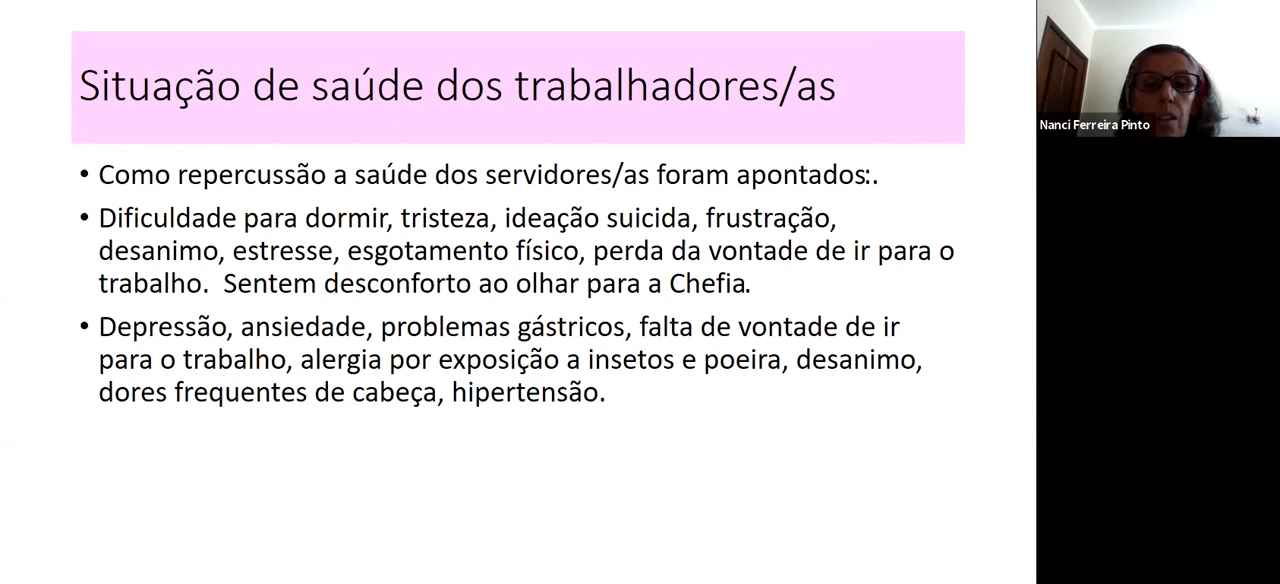 Situação de saúde dos trabalhadores/as
• Como repercussão a saúde dos servidores/as foram apontados:.
• Dificuldade para dormir, tristeza, ideação suicida, frustração,
desanimo, estresse, esgotamento físico, perda da vontade de ir para o
trabalho.  Sentem desconforto ao olhar para a Chefia.
• Depressão, ansiedade, problemas gástricos, falta de vontade de ir
para o trabalho, alergia por exposição a insetos e poeira, desanimo,
dores frequentes de cabeça, hipertensão.
Nanci Ferreira Pinto